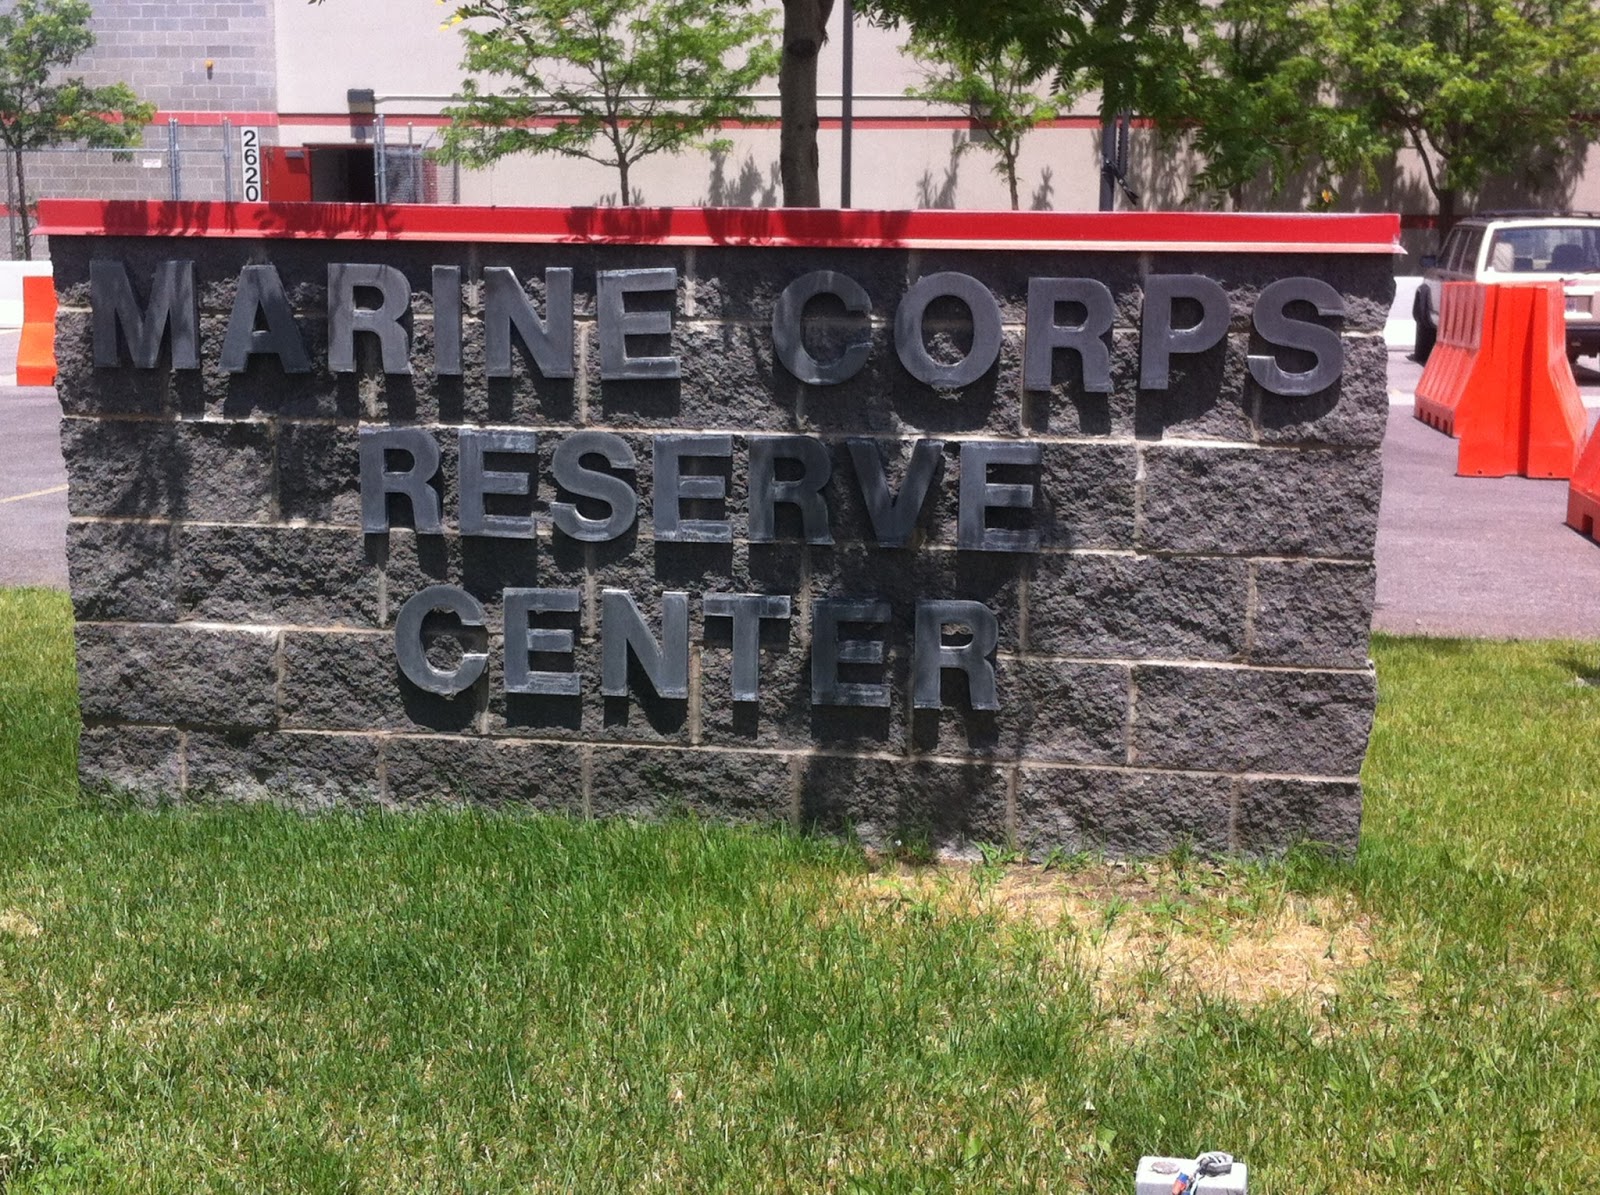 2620
MARINE CORPS
RESERVE
CENTER